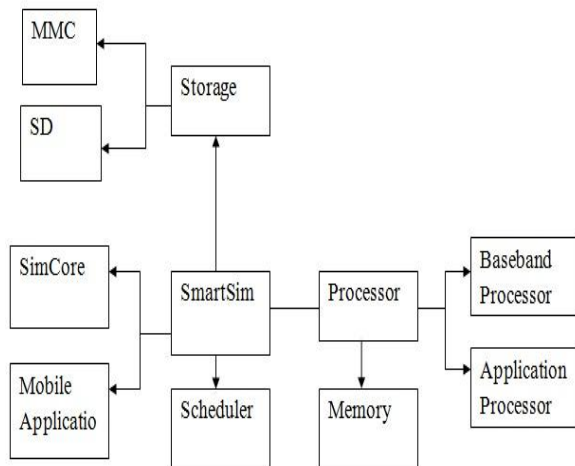 MMC
Storage
SD
SimCore
SmartSim
Processor
Baseband
Processor
Mobile
Applicatio
Scheduler
Memory
Application
Processor